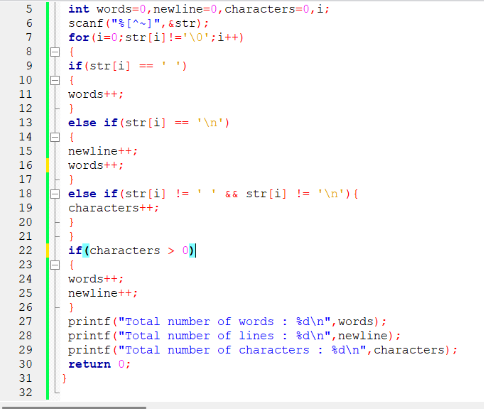 5 int words=0,newline=0,characters=0,i;
6 scanf("%[^~]",&str);
7 for(i=0;str[i]!='\0';i++)
8 {
9 if(str[i] == ' ')
10 {
11 words++;
12 }
13 else if(str[i] == '\n')
14 {
15 newline++;
16 words++;
17 }
18 else if(str[i] != ' ' && str[i] != '\n'){
19 characters++;
20 }
21 }
22 if(characters > 0)
23 {
24 words++;
25 newline++;
26 }
27 printf("Total number of words : %d\n",words);
28 printf("Total number of lines : %d\n",newline);
29 printf("Total number of characters : %d\n",characters);
30 return 0;
31 }
32